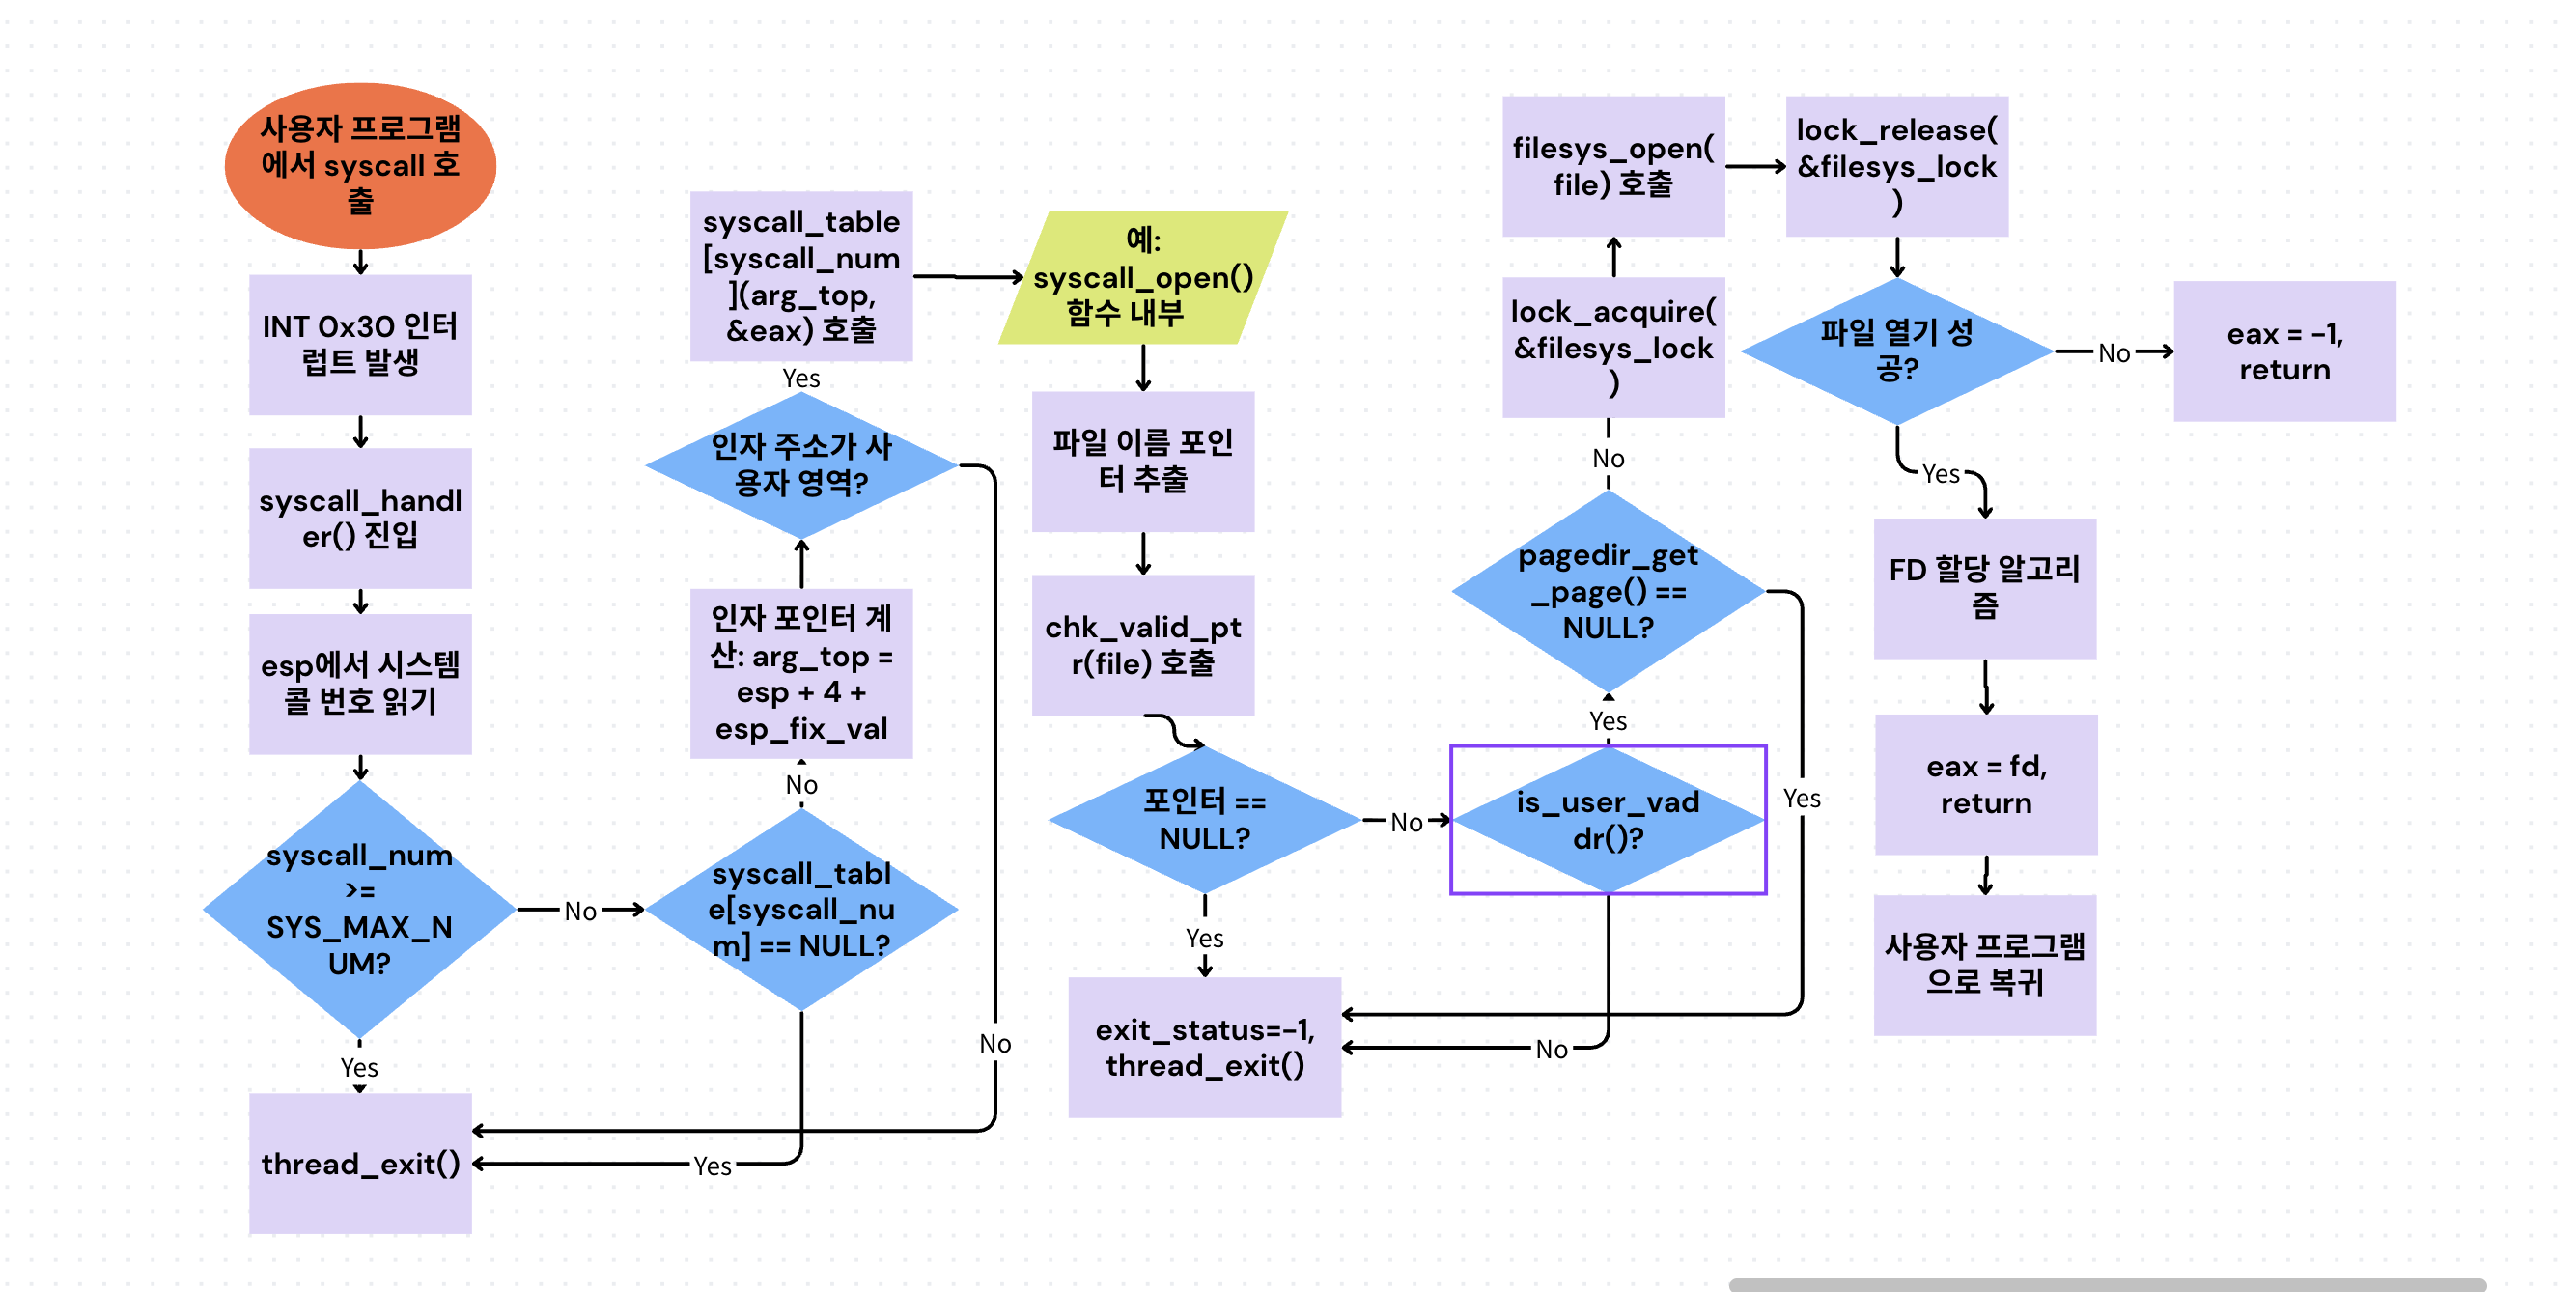 사용자 프로그램
에서 syscall 호
출
INT 0x30 인터
럽트 발생
syscall_handl
er() 진입
esp에서 시스템
콜 번호 읽기
syscall_num
>=
SYS_MAX_N
UM?
Yes
thread_exit()
No
syscall_tabl
e[syscall_nu
m] == NULL?
Yes
No
인자 포인터 계
산: arg_top =
esp + 4 +
esp_fix_val
인자 주소가 사
용자 영역?
No
Yes
syscall_table
[syscall_num
](arg_top,
&eax) 호출
예:
syscall_open()
함수 내부
파일 이름 포인
터 추출
chk_valid_pt
r(file) 호출
포인터 ==
NULL?
Yes
exit_status=-1,
thread_exit()
No
is_user_vad
dr()?
No
Yes
pagedir_get
_page() ==
NULL?
Yes
No
lock_acquire(
&filesys_lock
)
filesys_open(
file) 호출
lock_release(
&filesys_lock
)
파일 열기 성
공?
No
eax = -1,
return
Yes
FD 할당 알고리
즘
eax = fd,
return
사용자 프로그램
으로 복귀